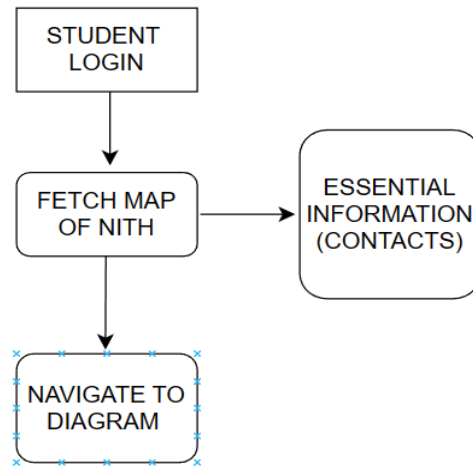 STUDENT
LOGIN
FETCH MAP
OF NITH
ESSENTIAL
INFORMATION
(CONTACTS)
NAVIGATE TO
DIAGRAM